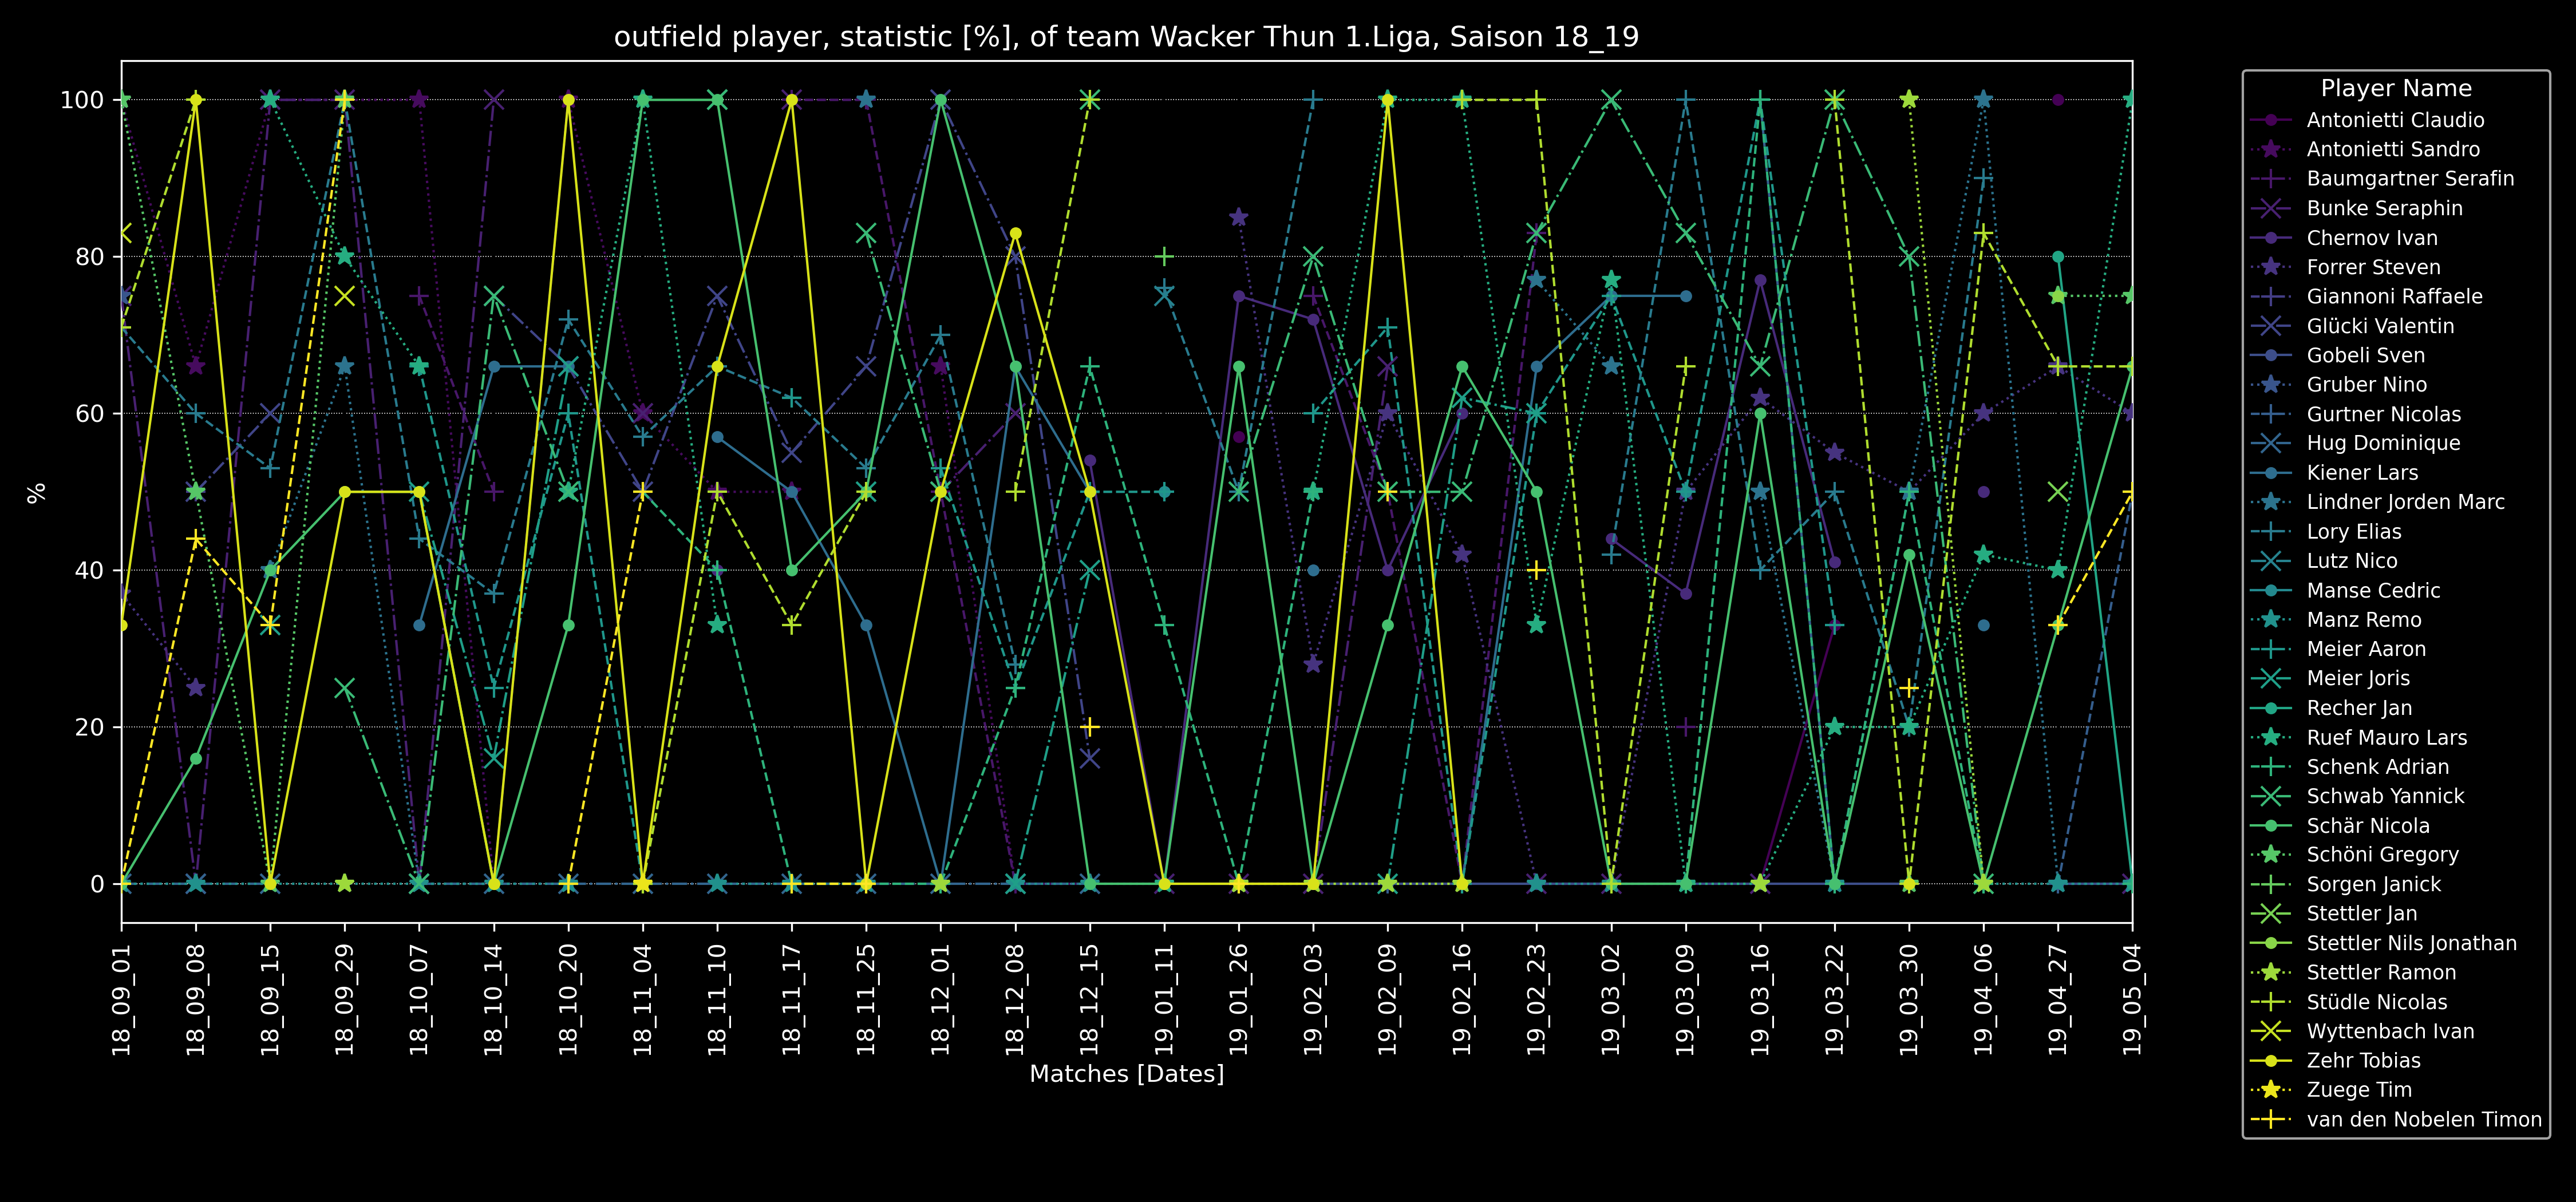 outfield player, statistic [%], of team Wacker Thun 1.Liga, Saison 18_19
%
100
80
60
40
20
0
18_09_01
18_09_08
18_09_15
18_09_29
18_10_07
18_10_14
18_10_20
18_11_04
18_11_10
18_11_17
18_11_25
18_12_01
18_12_08
18_12_15
19_01_11
19_01_26
19_02_03
19_02_09
19_02_16
19_02_23
19_03_02
19_03_09
19_03_16
19_03_22
19_03_30
19_04_06
19_04_27
19_05_04
Matches [Dates]
Player Name
Antonietti Claudio
Antonietti Sandro
Baumgartner Serafin
Bunke Seraphin
Chernov Ivan
Forrer Steven
Giannoni Raffaele
Glücki Valentin
Gobeli Sven
Gruber Nino
Gurtner Nicolas
Hug Dominique
Kiener Lars
Lindner Jorden Marc
Lory Elias
Lutz Nico
Manse Cedric
Manz Remo
Meier Aaron
Meier Joris
Recher Jan
Ruef Mauro Lars
Schenk Adrian
Schwab Yannick
Schär Nicola
Schöni Gregory
Sorgen Janick
Stettler Jan
Stettler Nils Jonathan
Stettler Ramon
Stüdle Nicolas
Wyttenbach Ivan
Zehr Tobias
Zuege Tim
van den Nobelen Timon